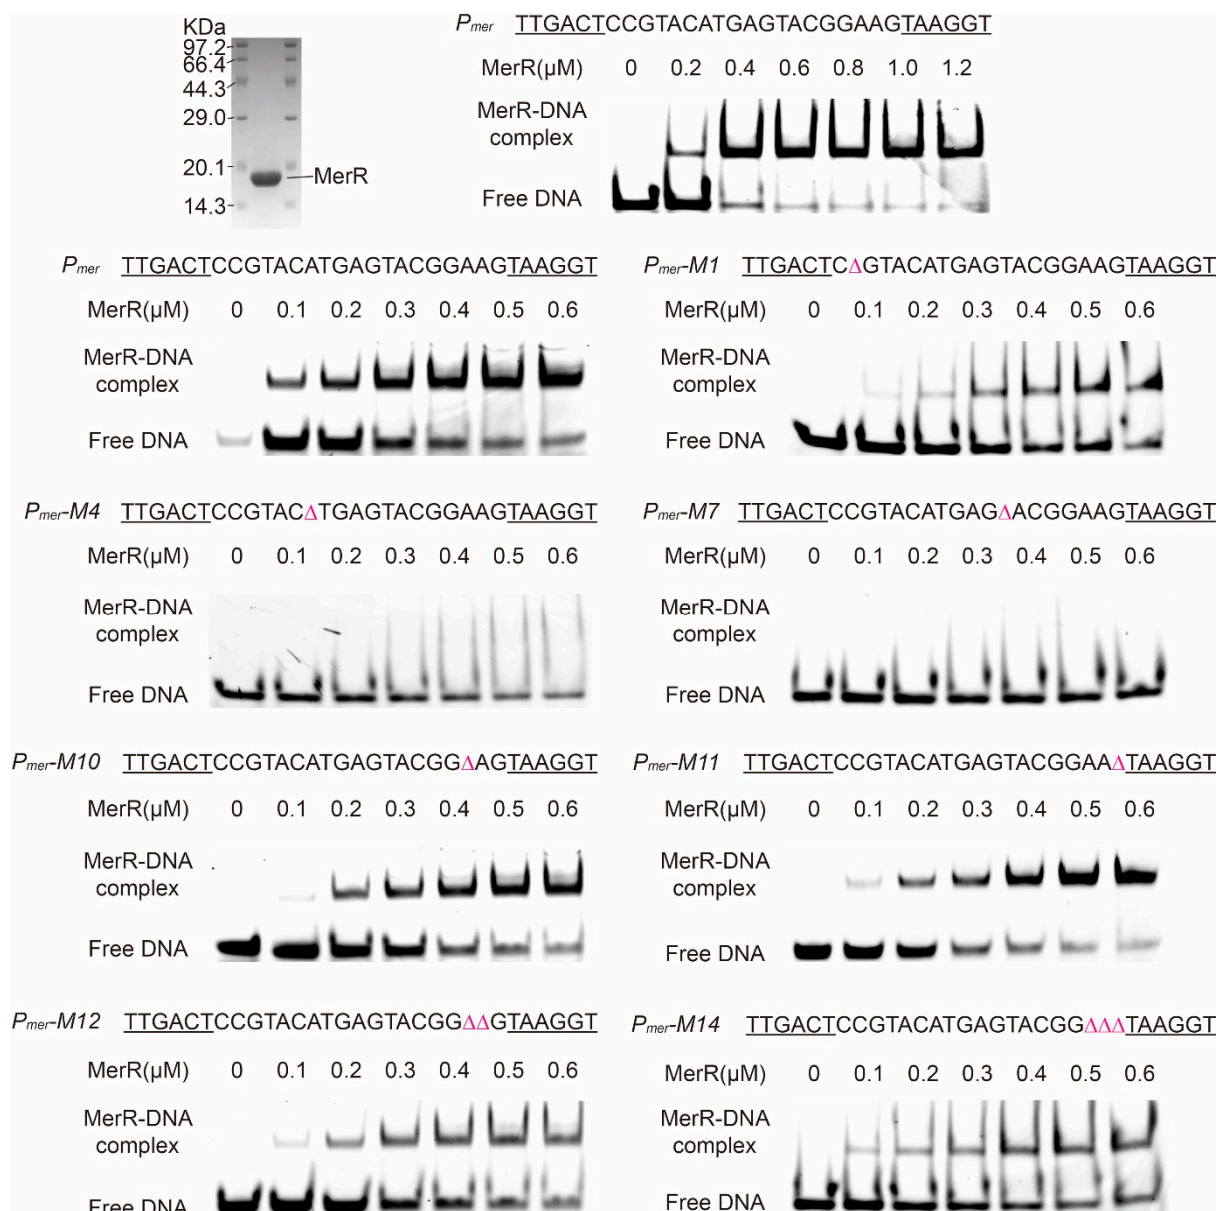 KDa
97.2
66.4
44.3
29.0
20.1
14.3
MerR
Pmer TTGACTCCGTACATGAGTACGGAAGTAAGGT
MerR(μM) 0 0.2 0.4 0.6 0.8 1.0 1.2
MerR-DNA
complex
Free DNA
Pmer TTGACTCCGTACATGAGTACGGAAGTAAGGT
MerR(μM) 0 0.1 0.2 0.3 0.4 0.5 0.6
MerR-DNA
complex
Free DNA
Pmer-M1 TTGACTCΔGTACATGAGTACGGAAGTAAGGT
MerR(μM) 0 0.1 0.2 0.3 0.4 0.5 0.6
MerR-DNA
complex
Free DNA
Pmer-M4 TTGACTCCGTACΔTGAGTACGGAAGTAAGGT
MerR(μM) 0 0.1 0.2 0.3 0.4 0.5 0.6
MerR-DNA
complex
Free DNA
Pmer-M7 TTGACTCCGTACATGAGΔACGGAAGTAAGGT
MerR(μM) 0 0.1 0.2 0.3 0.4 0.5 0.6
MerR-DNA
complex
Free DNA
Pmer-M10 TTGACTCCGTACATGAGTACGGΔAGTAAGGT
MerR(μM) 0 0.1 0.2 0.3 0.4 0.5 0.6
MerR-DNA
complex
Free DNA
Pmer-M11 TTGACTCCGTACATGAGTACGGAAΔTAAGGT
MerR(μM) 0 0.1 0.2 0.3 0.4 0.5 0.6
MerR-DNA
complex
Free DNA
Pmer-M12 TTGACTCCGTACATGAGTACGGΔΔGTAAGGT
MerR(μM) 0 0.1 0.2 0.3 0.4 0.5 0.6
MerR-DNA
complex
Free DNA
Pmer-M14 TTGACTCCGTACATGAGTACGGΔΔΔTAAGGT
MerR(μM) 0 0.1 0.2 0.3 0.4 0.5 0.6
MerR-DNA
complex
Free DNA